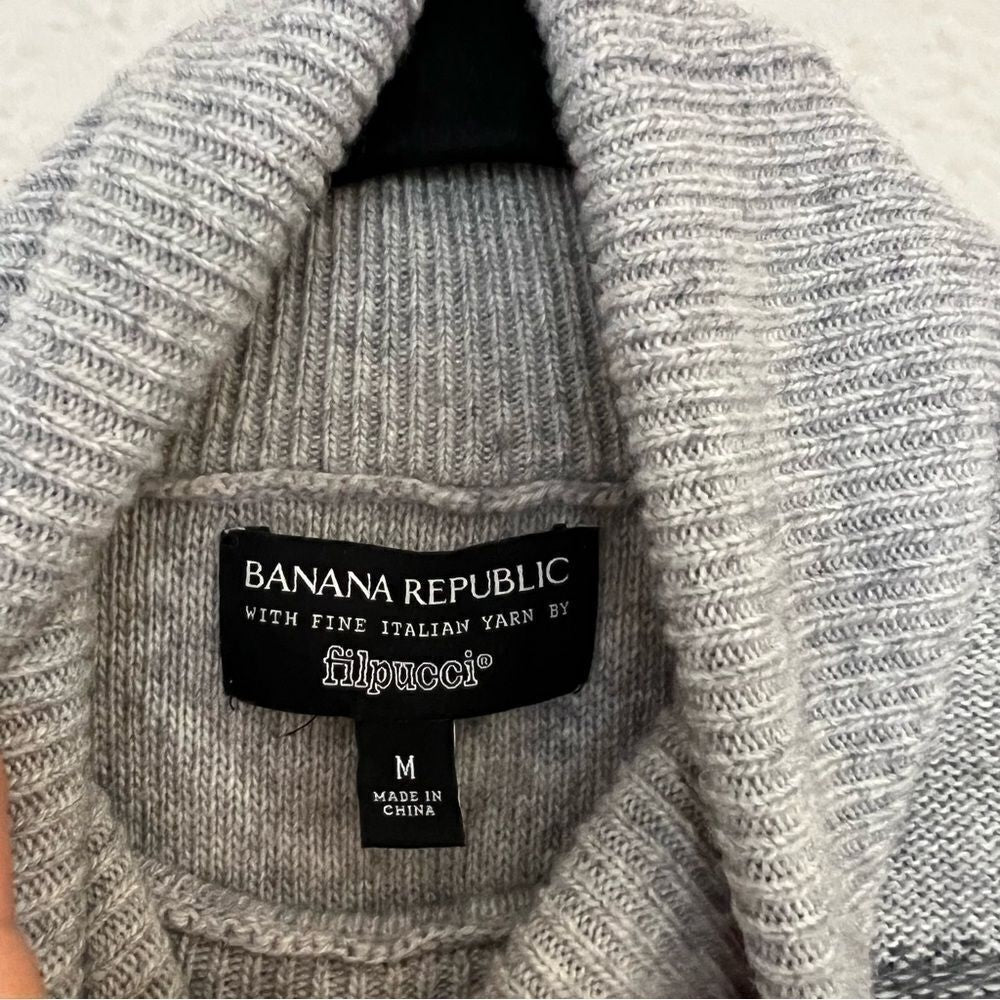 BANANA REPUBLIC
WITH FINE ITALIAN YARN BY
filpucci®
M
MADE IN
CHINA